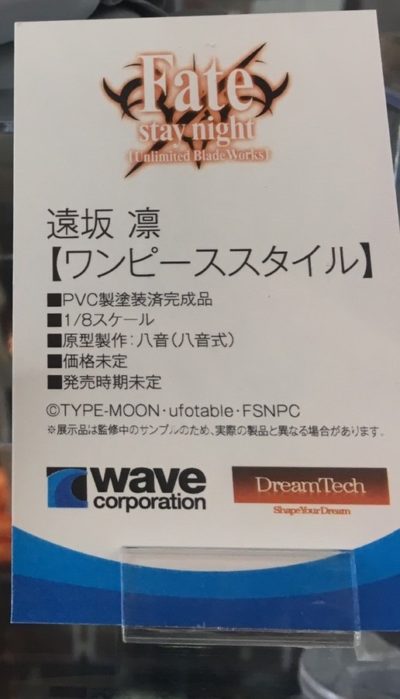 Fate
stay night
[Unlimited Blade Works]
遠坂 凛
【ワンピーススタイル】
■PVC製塗装済完成品
■1/8スケール
■原型製作：八音(八音式)
■価格未定
■発売時期未定
©TYPE-MOON・ufotable・FSNPC
※展示品は監修中のサンプルのため、実際の製品と異なる場合があります。
wave
corporation
DreamTech
ShapeYourDream